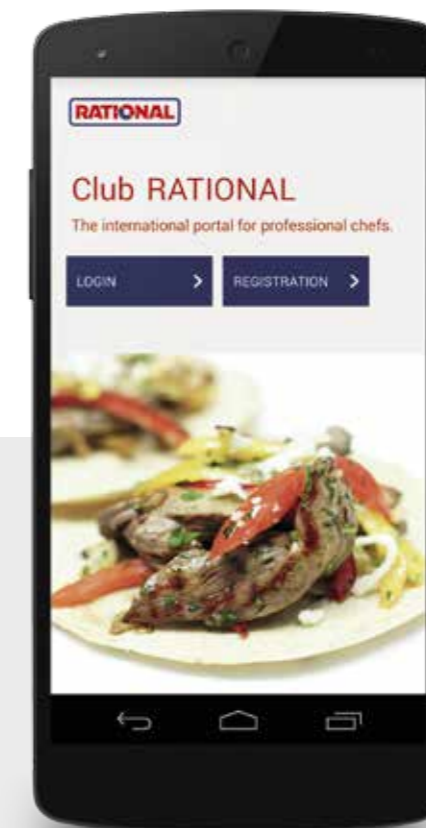 RATIONAL
Club RATIONAL
The international portal for professional chefs.
LOGIN
REGISTRATION